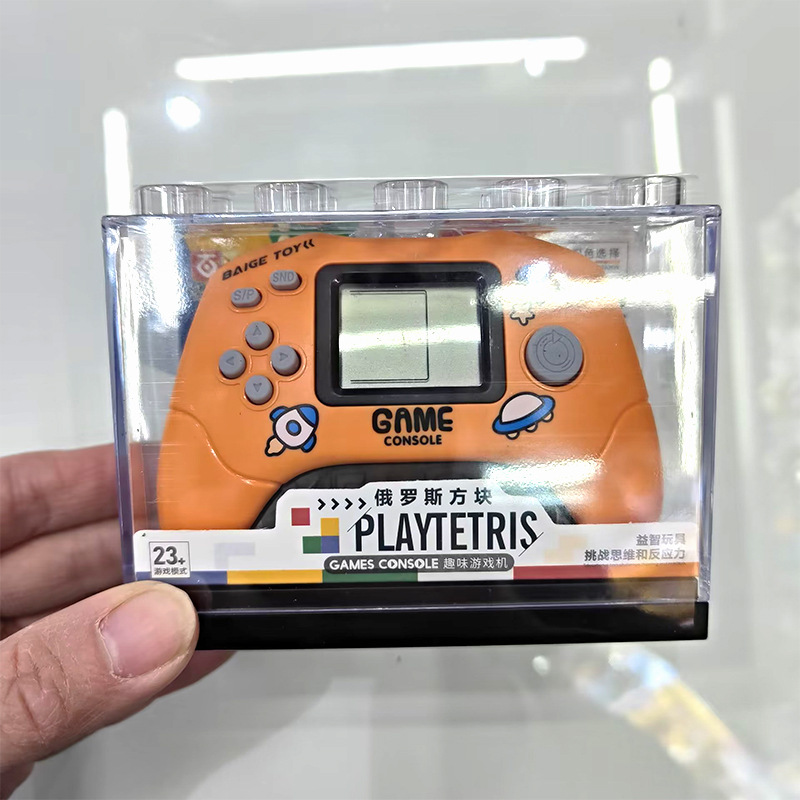 BAIGE TOY
S/P
SND
GAME
CONSOLE
俄罗斯方块
PLAYTETRIS
GAMES CONSOLE 趣味游戏机
23+
游戏模式
益智玩具
挑战思维和反应力